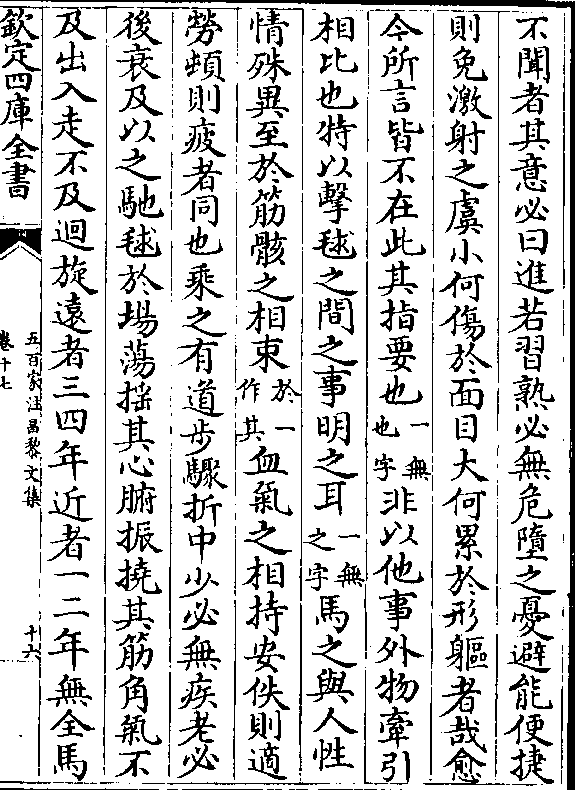 不聞者其意必曰進若習熟必無危墮之憂避能便捷
則免激射之虞小何傷於面目大何累於形軀者哉愈
今所言皆不在此其指要也一無也字非以他事外物牽引
相比也特以擊毬之間之事明之耳一無之字馬之與人性
情殊異至於筋骸之相束於一作其血氣之相持安佚則適
勞頓則疲者同也乘之有道步驟折中少必無疾老必
後衰及以之馳毬於場蕩揺其心腑振撓其筋角氣不
及出入走不及迴旋遠者三四年近者一二年無全馬
欽定四庫全書
五百家注昌黎文集
卷十七
十六